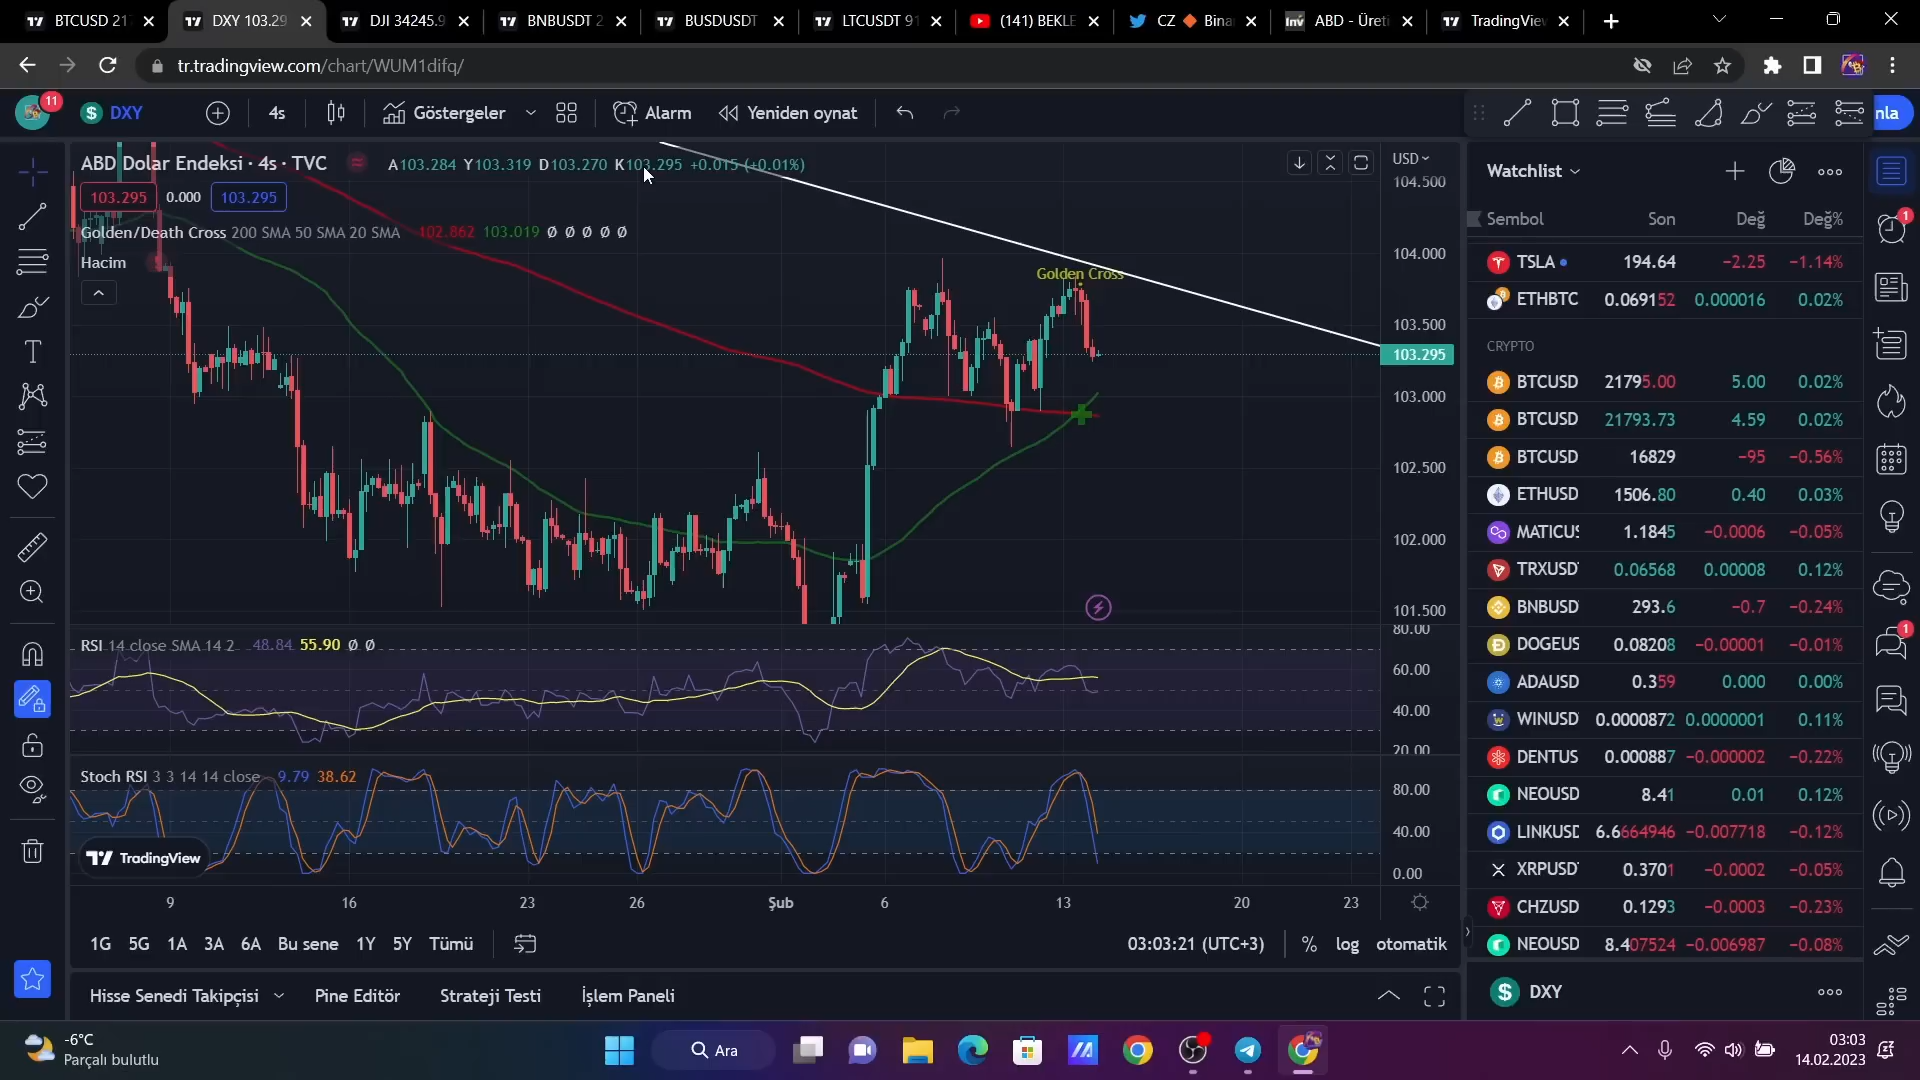 BTCUSD 21
DXY 103.29
DJI 34245.9
BNBUSDT 2
BUSDUSDT
LTCUSDT 91
(141) BEKLE
CZ 🔶 Bina
ABD - Üreti
TradingVie
tr.tradingview.com/chart/WUM1difq/
11
DXY
4s
Göstergeler
Alarm
Yeniden oynat
nla
ABD Dolar Endeksi · 4s · TVC
A103.284 Y103.319 D103.270 K103.295 +0.015 (+0.01%)
103.295 0.000 103.295
Golden/Death Cross 200 SMA 50 SMA 20 SMA 102.862 103.019 Ø Ø Ø Ø Ø
Hacim
Golden Cross
USD
104.500
104.000
103.500
103.295
103.000
102.500
102.000
101.500
RSI 14 close SMA 14 2 48.84 55.90 Ø Ø
80.00
60.00
40.00
20.00
Stoch RSI 3 3 14 14 close 9.79 38.62
80.00
40.00
0.00
TradingView
9 16 23 26 Şub 6 13 20 23
1G 5G 1A 3A 6A Bu sene 1Y 5Y Tümü
03:03:21 (UTC+3) % log otomatik
Hisse Senedi Takipçisi Pine Editör Strateji Testi İşlem Paneli
Watchlist
Sembol Son Değ Değ%
TSLA 194.64 −2.25 −1.14%
ETHBTC 0.069152 0.000016 0.02%
CRYPTO
BTCUSD 21795.00 5.00 0.02%
BTCUSD 21793.73 4.59 0.02%
BTCUSD 16829 −95 −0.56%
ETHUSD 1506.80 0.40 0.03%
MATICUS 1.1845 −0.0006 −0.05%
TRXUSD 0.06568 0.00008 0.12%
BNBUSD 293.6 −0.7 −0.24%
DOGEUS 0.08208 −0.00001 −0.01%
ADAUSD 0.359 0.000 0.00%
WINUSD 0.0000872 0.0000001 0.11%
DENTUS 0.000887 −0.000002 −0.22%
NEOUSD 8.41 0.01 0.12%
LINKUSD 6.6664946 −0.007718 −0.12%
XRPUSD 0.3701 −0.0002 −0.05%
CHZUSD 0.1293 −0.0003 −0.23%
NEOUSD 8.407524 −0.006987 −0.08%
DXY
1
1
-6°C
Parçalı bulutlu
Ara
03:03
14.02.2023